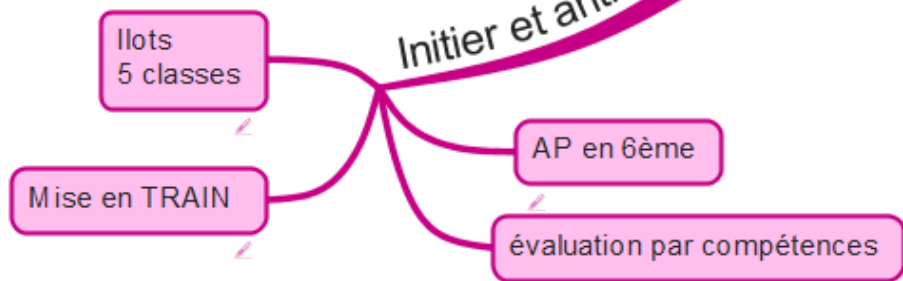 Initier et
Ilots
5 classes
AP en 6ème
Mise en TRAIN
évaluation par compétences